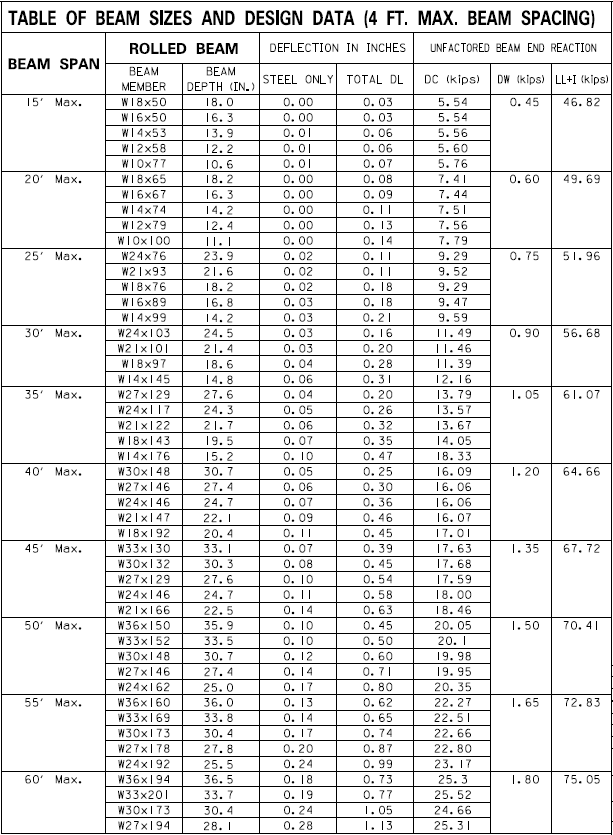 TABLE OF BEAM SIZES AND DESIGN DATA (4 FT. MAX. BEAM SPACING)
BEAM SPAN ROLLED BEAM DEFLECTION IN INCHES UNFACTORED BEAM END REACTION
BEAM MEMBER BEAM DEPTH (IN.) STEEL ONLY TOTAL DL DC (kips) DW (kips) LL+I (kips)
15' Max. W18x50 18.0 0.00 0.03 5.54 0.45 46.82
W16x50 16.3 0.00 0.03 5.54
W14x53 13.9 0.01 0.06 5.56
W12x58 12.2 0.01 0.06 5.60
W10x77 10.6 0.01 0.07 5.76
20' Max. W18x65 18.2 0.00 0.08 7.41 0.60 49.69
W16x67 16.3 0.00 0.09 7.44
W14x74 14.2 0.00 0.11 7.51
W12x79 12.4 0.00 0.13 7.56
W10x100 11.1 0.00 0.14 7.79
25' Max. W24x76 23.9 0.02 0.11 9.29 0.75 51.96
W21x93 21.6 0.02 0.11 9.52
W18x76 18.2 0.02 0.18 9.29
W16x89 16.8 0.03 0.18 9.47
W14x99 14.2 0.03 0.21 9.59
30' Max. W24x103 24.5 0.03 0.16 11.49 0.90 56.68
W21x101 21.4 0.03 0.20 11.46
W18x97 18.6 0.04 0.28 11.39
W14x145 14.8 0.06 0.31 12.16
35' Max. W27x129 27.6 0.04 0.20 13.79 1.05 61.07
W24x117 24.3 0.05 0.26 13.57
W21x122 21.7 0.06 0.32 13.67
W18x143 19.5 0.07 0.35 14.05
W14x176 15.2 0.10 0.47 18.33
40' Max. W30x148 30.7 0.05 0.25 16.09 1.20 64.66
W27x146 27.4 0.06 0.30 16.06
W24x146 24.7 0.07 0.36 16.06
W21x147 22.1 0.09 0.46 16.07
W18x192 20.4 0.11 0.45 17.01
45' Max. W33x130 33.1 0.07 0.39 17.63 1.35 67.72
W30x132 30.3 0.08 0.45 17.68
W27x129 27.6 0.10 0.54 17.59
W24x146 24.7 0.11 0.58 18.00
W21x166 22.5 0.14 0.63 18.46
50' Max. W36x150 35.9 0.10 0.45 20.05 1.50 70.41
W33x152 33.5 0.10 0.50 20.1
W30x148 30.7 0.12 0.60 19.98
W27x146 27.4 0.14 0.71 19.95
W24x162 25.0 0.17 0.80 20.35
55' Max. W36x160 36.0 0.13 0.62 22.27 1.65 72.83
W33x169 33.8 0.14 0.65 22.51
W30x173 30.4 0.17 0.74 22.66
W27x178 27.8 0.20 0.87 22.80
W24x192 25.5 0.24 0.99 23.17
60' Max. W36x194 36.5 0.18 0.73 25.3 1.80 75.05
W33x201 33.7 0.19 0.77 25.52
W30x173 30.4 0.24 1.05 24.66
W27x194 28.1 0.28 1.13 25.31